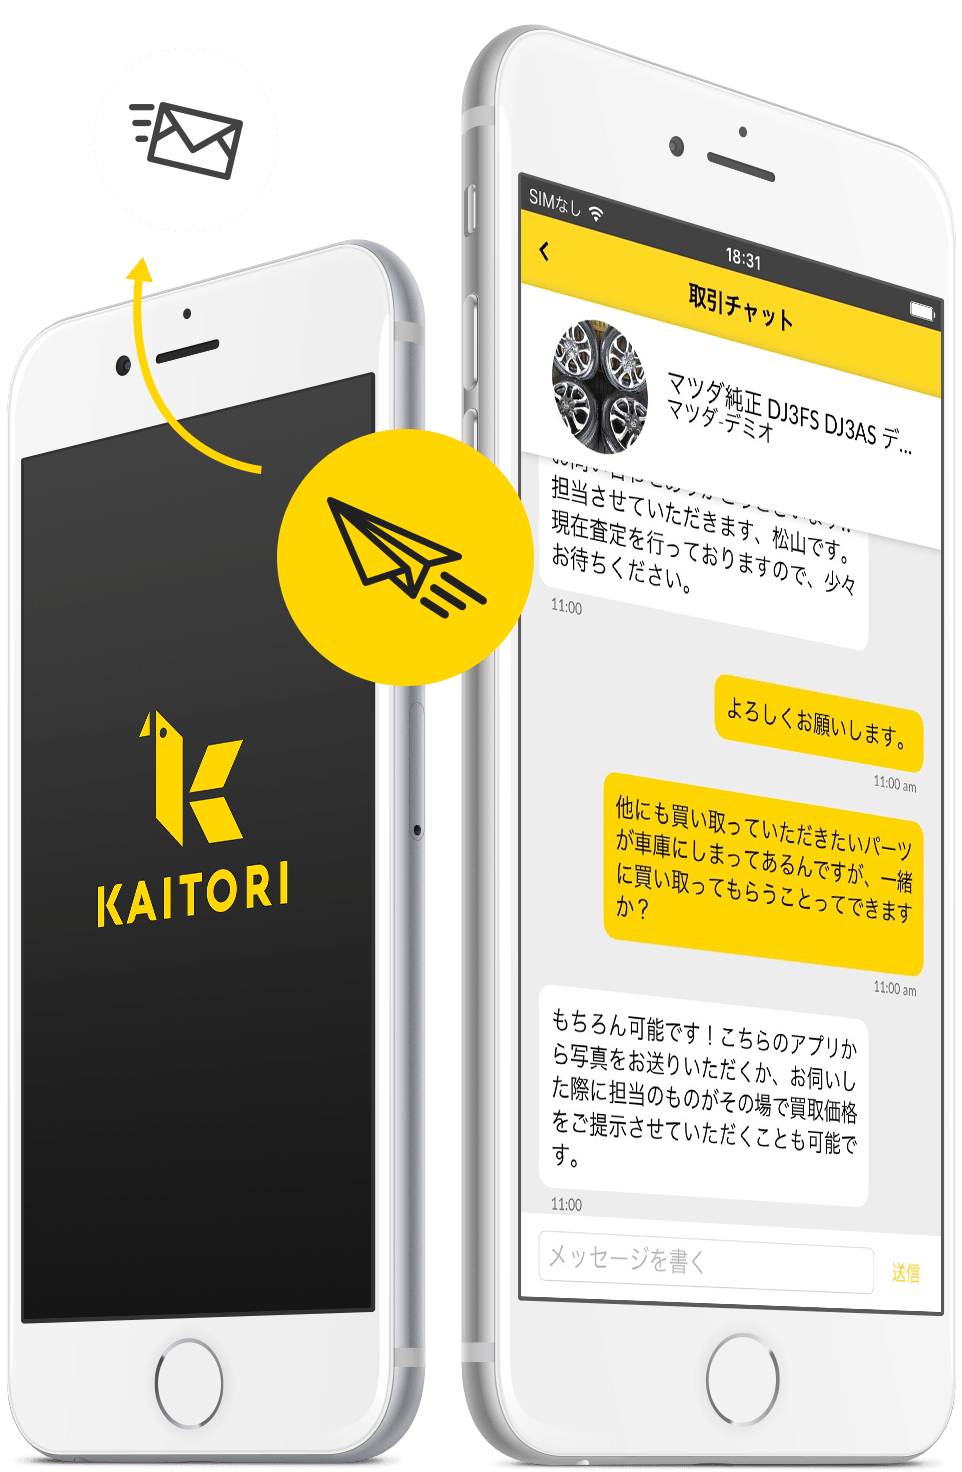 KAITORI
SIMなし
18:31
取引チャット
マツダ純正 DJ3FS DJ3AS デ...
マツダ-デミオ
担当させていただきます、松山です。
現在査定を行っておりますので、少々
お待ちください。
11:00
よろしくお願いします。
11:00 am
他にも買い取っていただきたいパーツ
が車庫にしまってあるんですが、一緒
に買い取ってもらうことってできます
か？
11:00 am
もちろん可能です！こちらのアプリか
ら写真をお送りいただくか、お伺いし
た際に担当のものがその場で買取価格
をご提示させていただくことも可能で
す。
11:00
メッセージを書く
送信